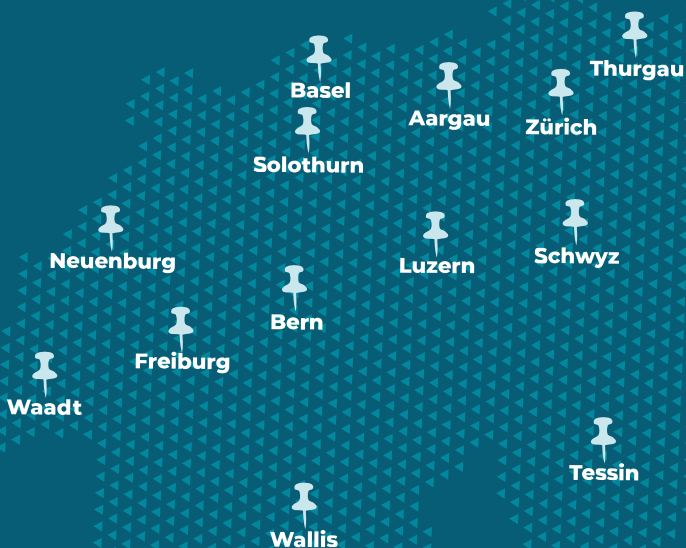 Thurgau
Basel
Aargau
Zürich
Solothurn
Neuenburg
Luzern
Schwyz
Bern
Freiburg
Waadt
Tessin
Wallis